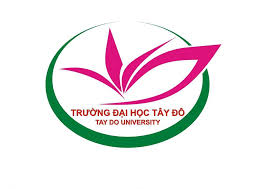 TRƯỜNG ĐẠI HỌC TÂY ĐÔ
TAY DO UNIVERSITY